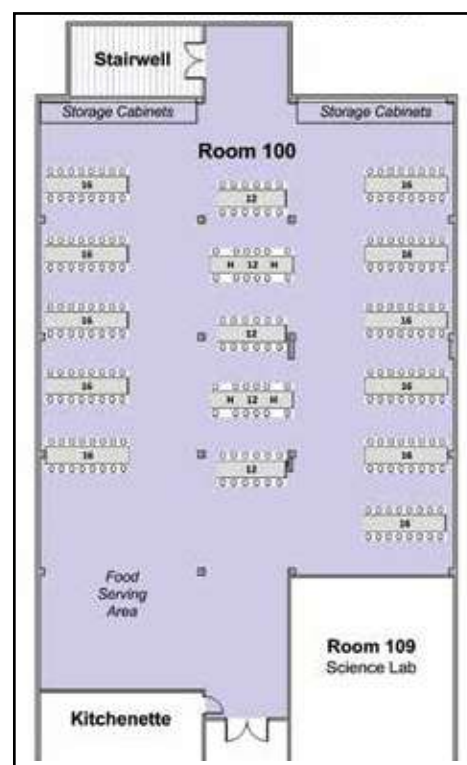 Stairwell
Storage Cabinets
Storage Cabinets
Room 100
16
12
16
16
H 12 H
16
16
12
16
16
H 12 H
16
16
12
16
16
Food
Serving
Area
Room 109
Science Lab
Kitchenette